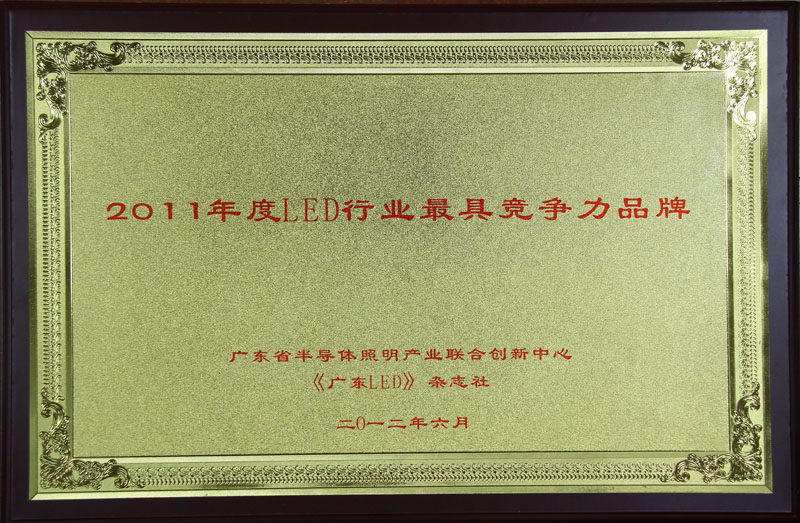 2011年度LED行业最具竞争力品牌
广东省半导体照明产业联合创新中心
《广东LED》杂志社
二0一二年六月